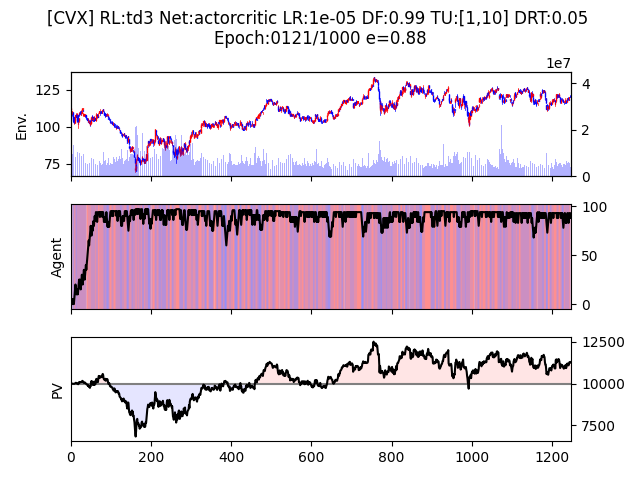 [CVX] RL:td3 Net:actorcritic LR:1e-05 DF:0.99 TU:[1,10] DRT:0.05
Epoch:0121/1000 e=0.88
1e7
125
100
75
Env.
4
2
0
Agent
100
50
0
PV
12500
10000
7500
0 200 400 600 800 1000 1200